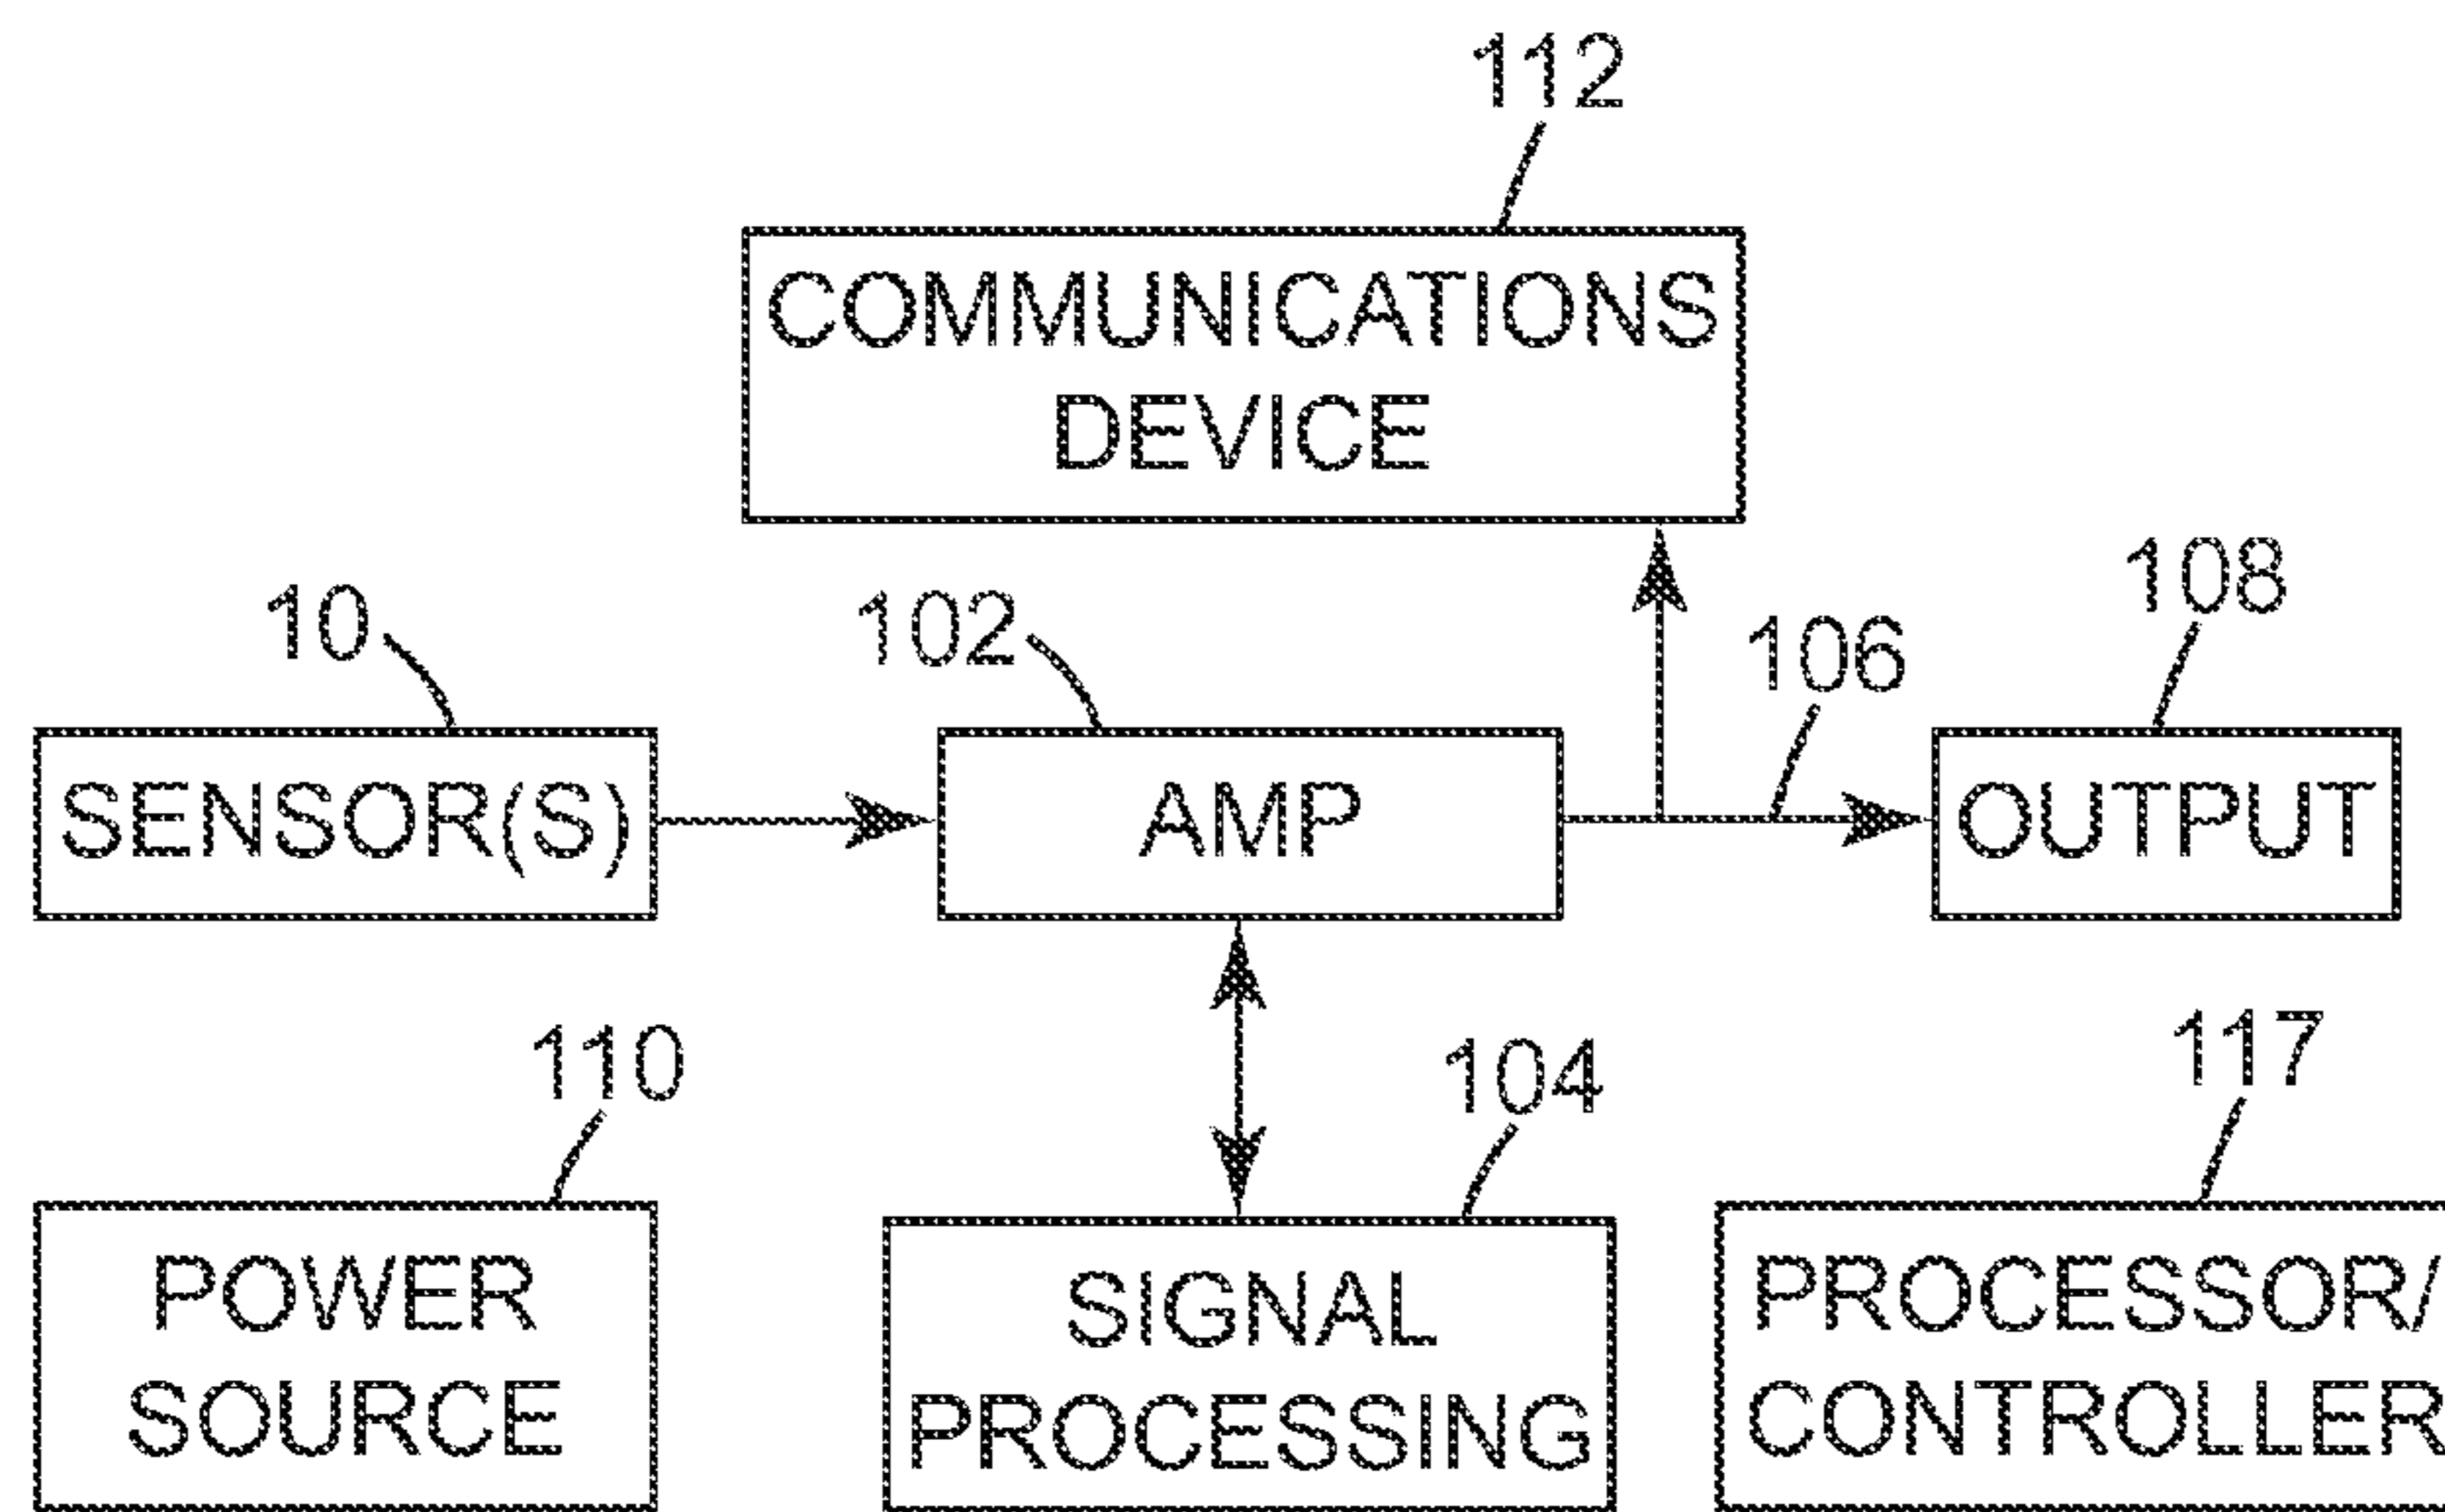 112
COMMUNICATIONS
DEVICE
10
102
106
108
SENSOR(S)
AMP
OUTPUT
110
104
117
POWER
SOURCE
SIGNAL
PROCESSING
PROCESSOR/
CONTROLLER